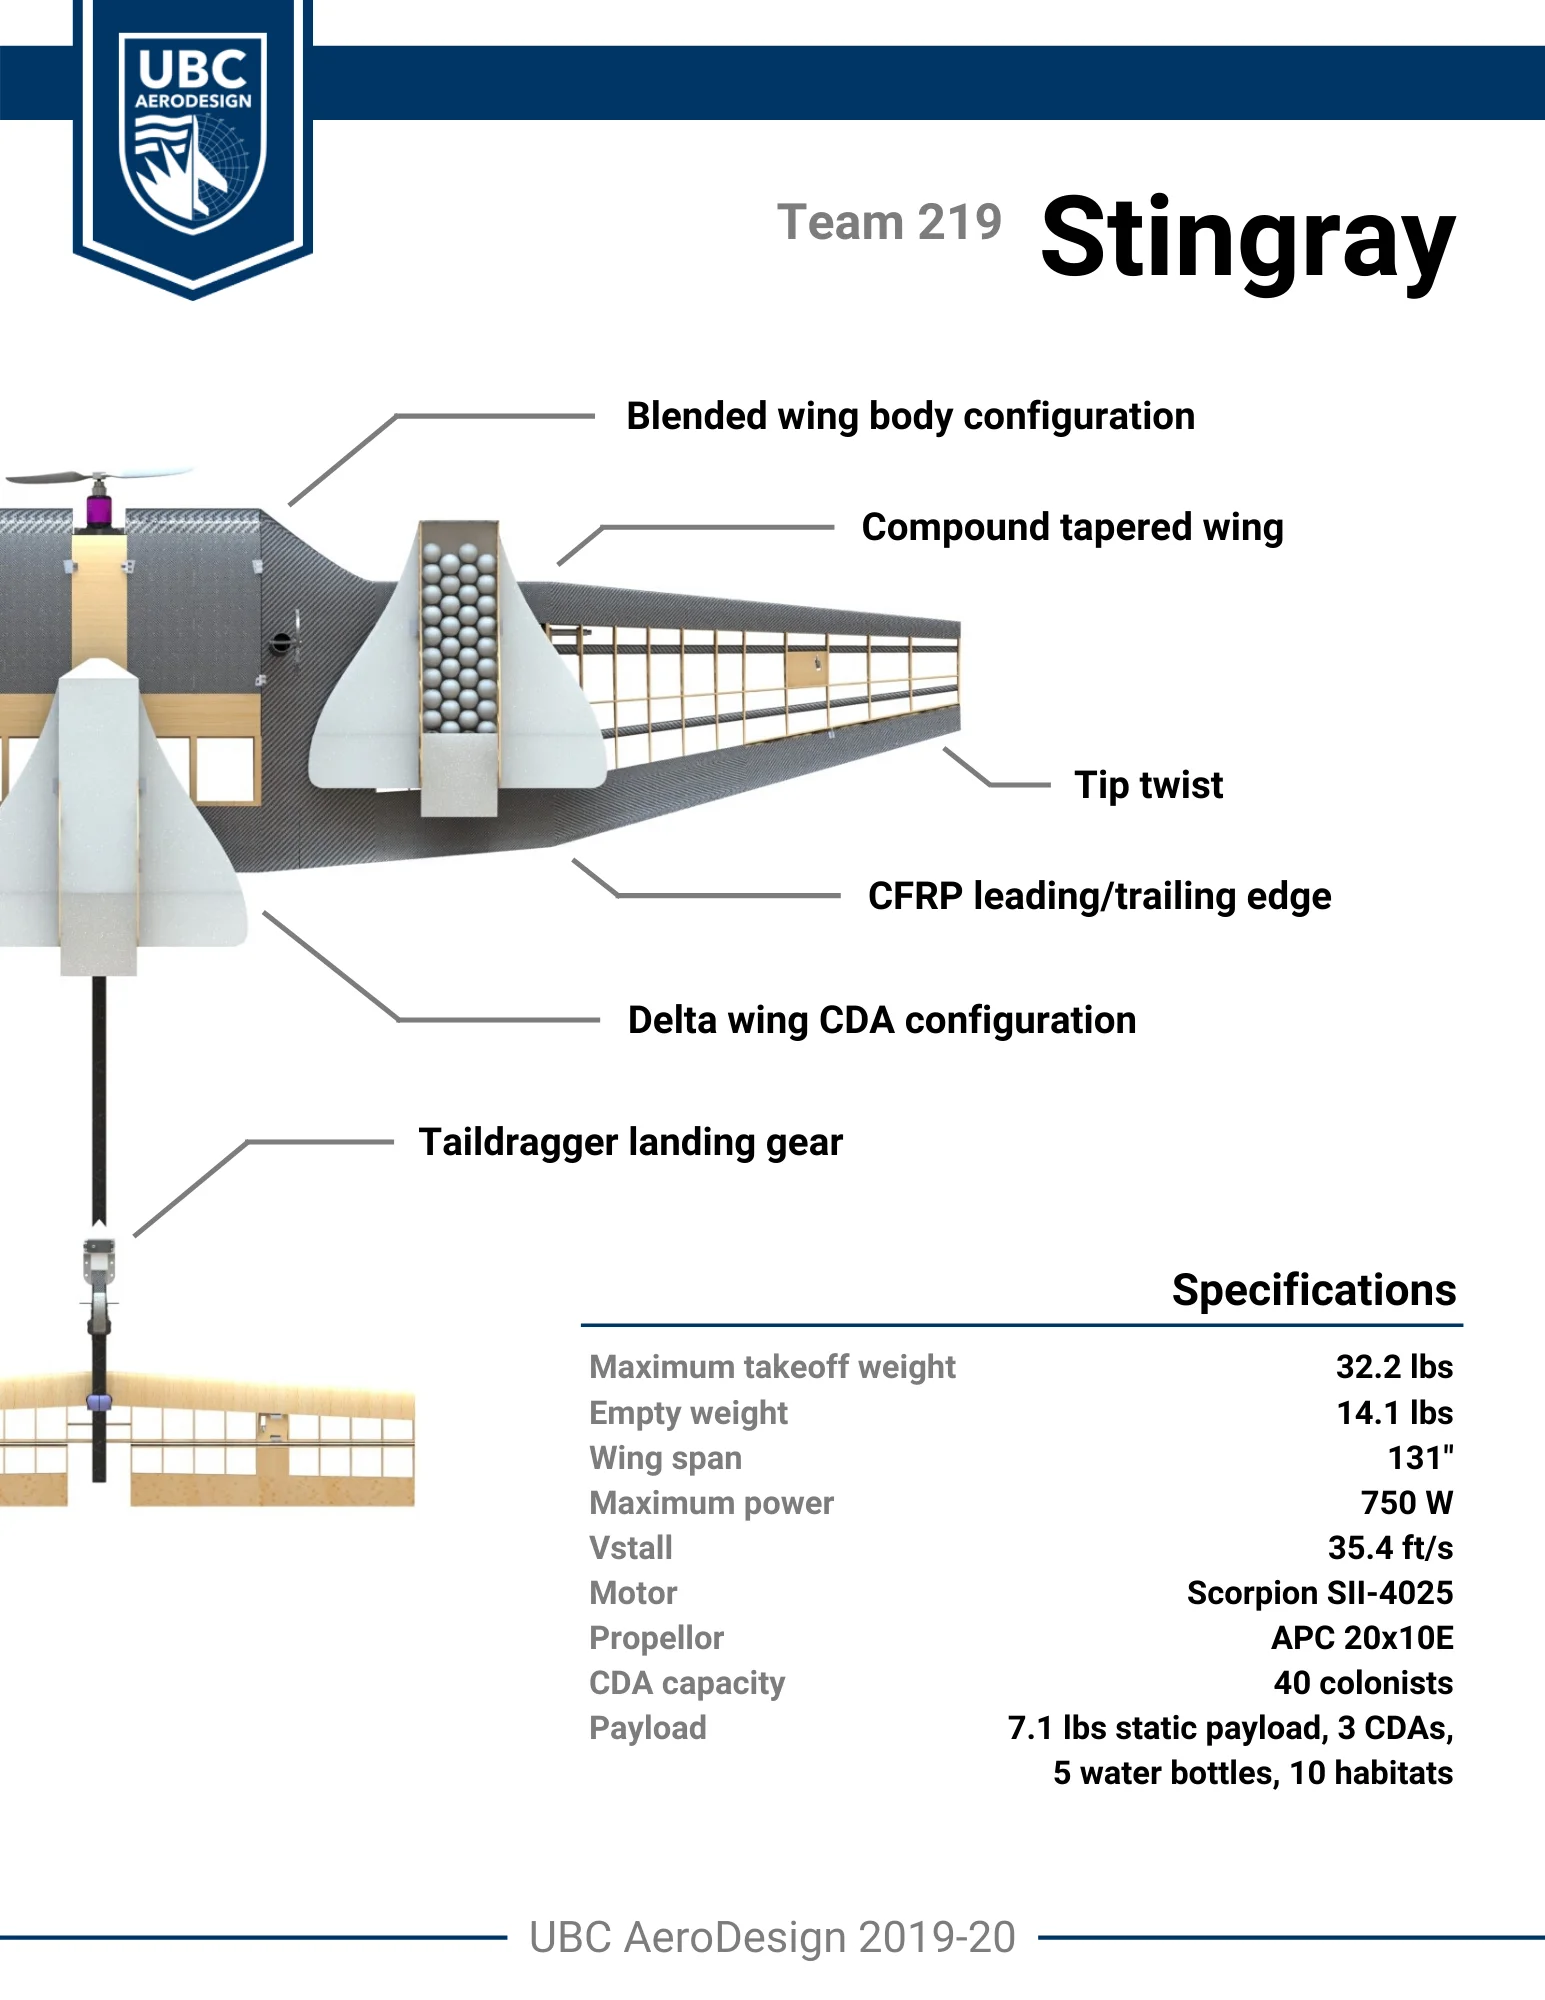 UBC
AERODESIGN
Team 219 Stingray
Blended wing body configuration
Compound tapered wing
Tip twist
CFRP leading/trailing edge
Delta wing CDA configuration
Taildragger landing gear
Specifications
Maximum takeoff weight 32.2 lbs
Empty weight 14.1 lbs
Wing span 131"
Maximum power 750 W
Vstall 35.4 ft/s
Motor Scorpion SII-4025
Propellor APC 20x10E
CDA capacity 40 colonists
Payload 7.1 lbs static payload, 3 CDAs,
5 water bottles, 10 habitats
UBC AeroDesign 2019-20